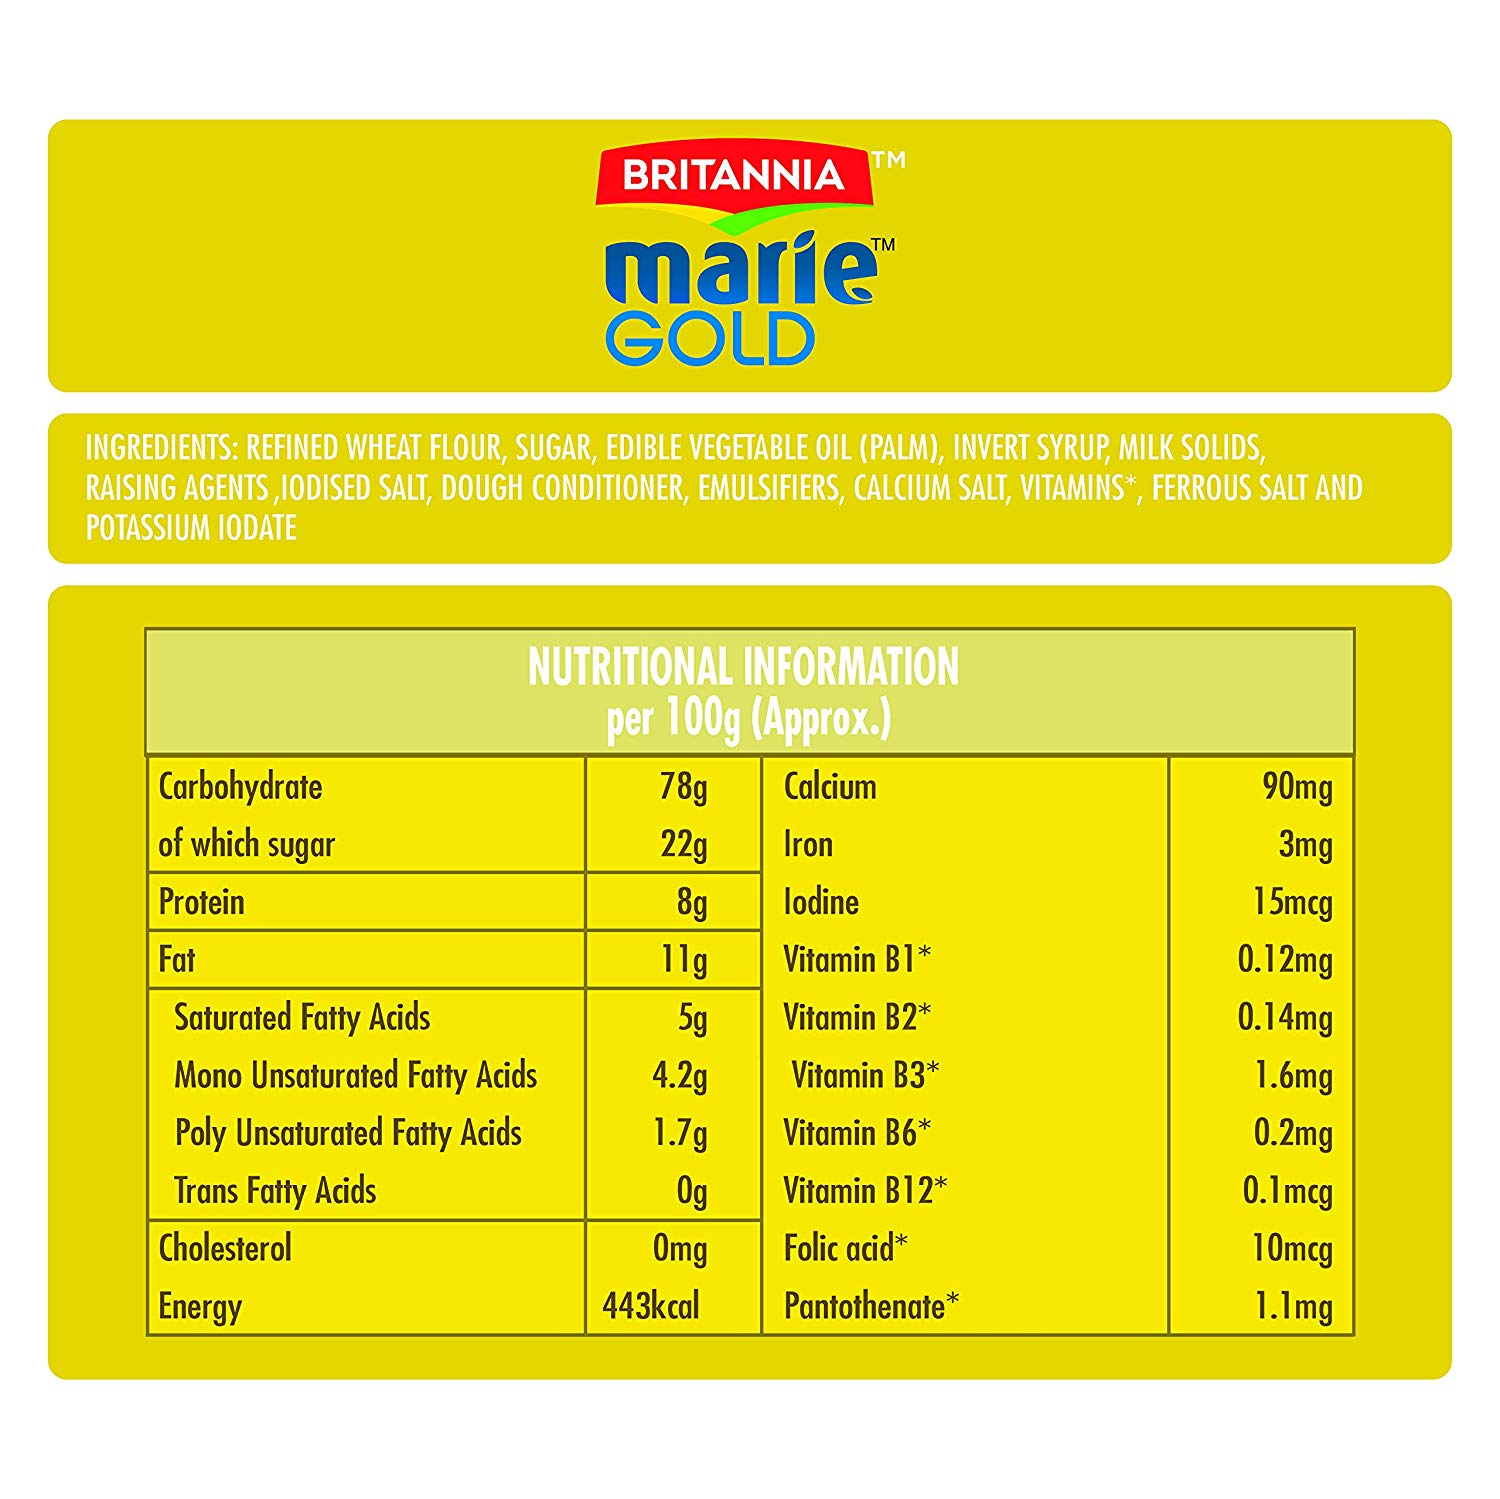 BRITANNIA TM
marie TM
GOLD
INGREDIENTS: REFINED WHEAT FLOUR, SUGAR, EDIBLE VEGETABLE OIL (PALM), INVERT SYRUP, MILK SOLIDS,
RAISING AGENTS ,IODISED SALT, DOUGH CONDITIONER, EMULSIFIERS, CALCIUM SALT, VITAMINS*, FERROUS SALT AND
POTASSIUM IODATE
NUTRITIONAL INFORMATION
per 100g (Approx.)
Carbohydrate 78g Calcium 90mg
of which sugar 22g Iron 3mg
Protein 8g Iodine 15mcg
Fat 11g Vitamin B1* 0.12mg
Saturated Fatty Acids 5g Vitamin B2* 0.14mg
Mono Unsaturated Fatty Acids 4.2g Vitamin B3* 1.6mg
Poly Unsaturated Fatty Acids 1.7g Vitamin B6* 0.2mg
Trans Fatty Acids 0g Vitamin B12* 0.1mcg
Cholesterol 0mg Folic acid* 10mcg
Energy 443kcal Pantothenate* 1.1mg